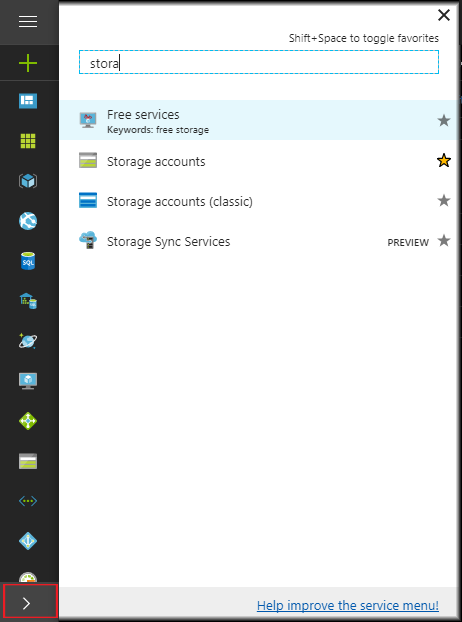 Shift+Space to toggle favorites
stora
Free services
Keywords: free storage
Storage accounts
Storage accounts (classic)
Storage Sync Services PREVIEW
SQL
Help improve the service menu!